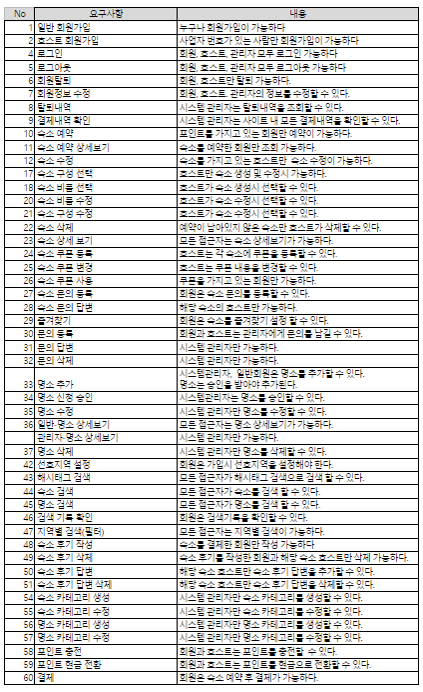 No 요구사항 내용
1 일반 회원가입 누구나 회원가입이 가능하다
2 호스트 회원가입 사업자 번호가 있는 사람만 회원가입이 가능하다
4 로그인 회원, 호스트, 관리자 모두 로그인 가능하다
5 로그아웃 회원, 호스트, 관리자 모두 로그아웃 가능하다
6 회원탈퇴 회원, 호스트만 탈퇴 가능하다.
7 회원정보 수정 회원, 호스트, 관리자의 정보를 수정할 수 있다.
8 탈퇴내역 시스템 관리자는 탈퇴내역을 조회할 수 있다.
9 결제내역 확인 시스템 관리자는 사이트 내 모든 결제내역을 확인할 수 있다.
10 숙소 예약 포인트를 가지고 있는 회원만 예약이 가능하다.
11 숙소 예약 상세보기 숙소를 예약한 회원만 조회 가능하다.
12 숙소 수정 숙소를 가지고 있는 호스트만 숙소 수정이 가능하다.
17 숙소 구성 선택 호스트만 숙소 생성 및 수정시 가능하다.
18 숙소 비품 선택 호스트가 숙소 생성시 선택할 수 있다.
20 숙소 비품 수정 호스트가 숙소 수정시 선택할 수 있다.
21 숙소 구성 수정 호스트가 숙소 수정시 선택할 수 있다.
22 숙소 삭제 예약이 남아있지 않은 숙소만 호스트가 삭제할 수 있다.
23 숙소 상세 보기 모든 접근자는 숙소 상세보기가 가능하다.
24 숙소 쿠폰 등록 호스트는 각 숙소에 쿠폰을 등록할 수 있다.
25 숙소 쿠폰 변경 호스트는 쿠폰 내용을 변경할 수 있다.
26 숙소 쿠폰 사용 쿠폰을 가지고 있는 회원만 가능하다.
27 숙소 문의 등록 회원은 숙소 문의를 등록할 수 있다.
28 숙소 문의 답변 해당 숙소의 호스트만 가능하다.
29 즐겨찾기 회원은 숙소를 즐겨찾기 설정 할 수 있다.
30 문의 등록 회원과 호스트는 관리자에게 문의를 남길 수 있다.
31 문의 답변 시스템 관리자만 가능하다.
32 문의 삭제 시스템 관리자만 가능하다.
시스템관리자, 일반회원은 명소를 추가할 수 있다.
33 명소 추가 명소는 승인을 받아야 추가된다.
34 명소 신청 승인 시스템관리자는 명소를 승인할 수 있다.
35 명소 수정 시스템 관리자만 명소를 수정할 수 있다.
36 일반 명소 상세보기 모든 접근자는 명소 상세보기가 가능하다.
관리자 명소 상세보기 시스템 관리자만 가능하다.
37 명소 삭제 시스템 관리자만 명소를 삭제할 수 있다.
42 선호지역 설정 회원은 가입시 선호지역을 설정해야 한다.
43 해시태그 검색 모든 접근자가 해시태그 검색으로 검색 할 수 있다.
44 숙소 검색 모든 접근자가 숙소를 검색 할 수 있다.
45 명소 검색 모든 접근자가 명소를 검색 할 수 있다.
46 검색 기록 확인 회원은 검색기록을 확인할 수 있다.
47 지역별 검색(필터) 모든 접근자는 지역별 검색이 가능하다.
48 숙소 후기 작성 숙소를 결제한 회원만 작성 가능하다
49 숙소 후기 삭제 숙소 후기를 작성한 회원과 해당 숙소 호스트만 삭제 가능하다.
50 숙소 후기 답변 해당 숙소 호스트만 숙소 후기 답변을 추가할 수 있다.
51 숙소 후기 답변 삭제 해당 숙소 호스트만 숙소 후기 답변을 삭제할 수 있다.
54 숙소 카테고리 생성 시스템 관리자만 숙소 카테고리를 생성할 수 있다.
55 숙소 카테고리 수정 시스템 관리자만 숙소 카테고리를 수정할 수 있다.
56 명소 카테고리 생성 시스템 관리자만 명소 카테고리를 생성할 수 있다.
57 명소 카테고리 수정 시스템 관리자만 명소 카테고리를 수정할 수 있다.
58 포인트 충전 회원과 호스트는 포인트를 충전할 수 있다.
59 포인트 현금 전환 회원과 호스트는 포인트를 현금으로 전환할 수 있다.
60 결제 회원은 숙소 예약 후 결제가 가능하다.